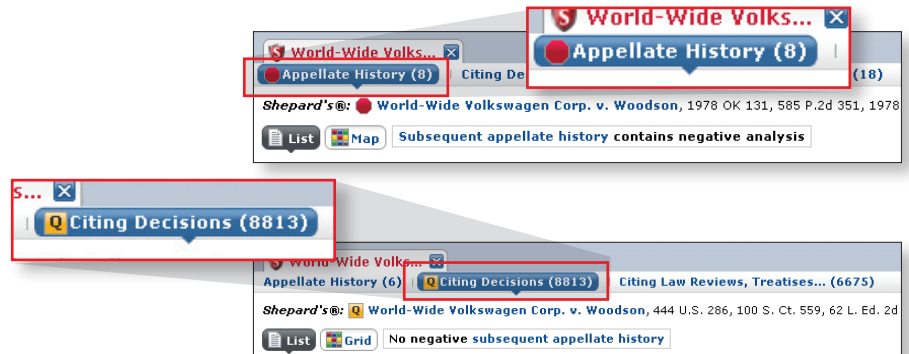 S World-Wide Volks...
Appellate History (8)
S World-Wide Volks...
Appellate History (8) | Citing De (18)
Shepard's®: World-Wide Volkswagen Corp. v. Woodson, 1978 OK 131, 585 P.2d 351, 1978
List Map Subsequent appellate history contains negative analysis
s...
Q Citing Decisions (8813)
World-Wide Volks...
Appellate History (6) | Q Citing Decisions (8813) | Citing Law Reviews, Treatises... (6675)
Shepard's®: Q World-Wide Volkswagen Corp. v. Woodson, 444 U.S. 286, 100 S. Ct. 559, 62 L. Ed. 2d
List Grid No negative subsequent appellate history